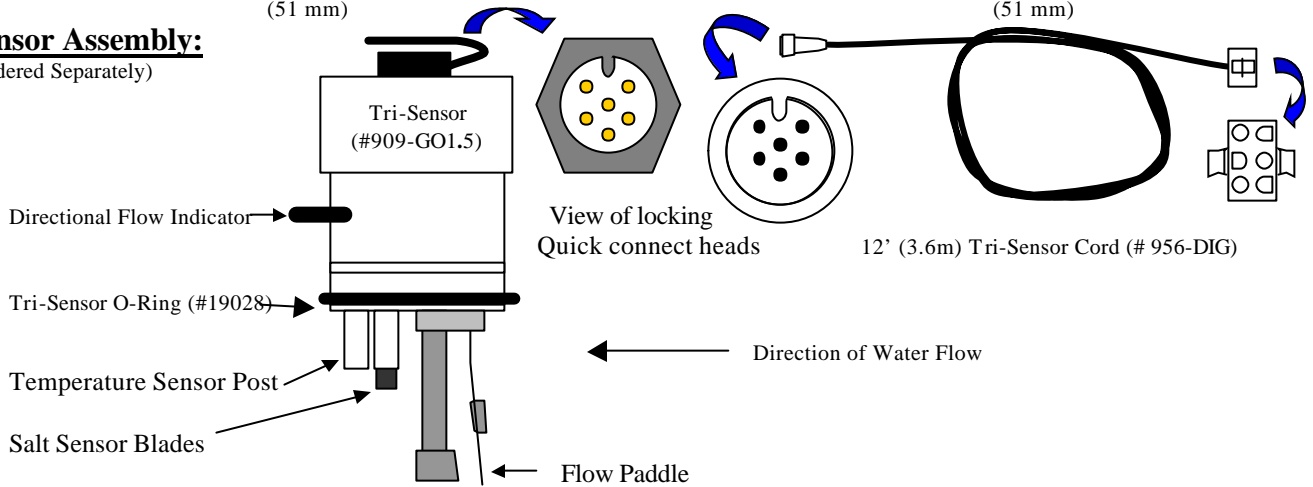 (51 mm)
(51 mm)
nsor Assembly:
dered Separately)
Tri-Sensor
(#909-GO1.5)
Directional Flow Indicator
View of locking
Quick connect heads
12’ (3.6m) Tri-Sensor Cord (# 956-DIG)
Tri-Sensor O-Ring (#19028)
Direction of Water Flow
Temperature Sensor Post
Salt Sensor Blades
Flow Paddle